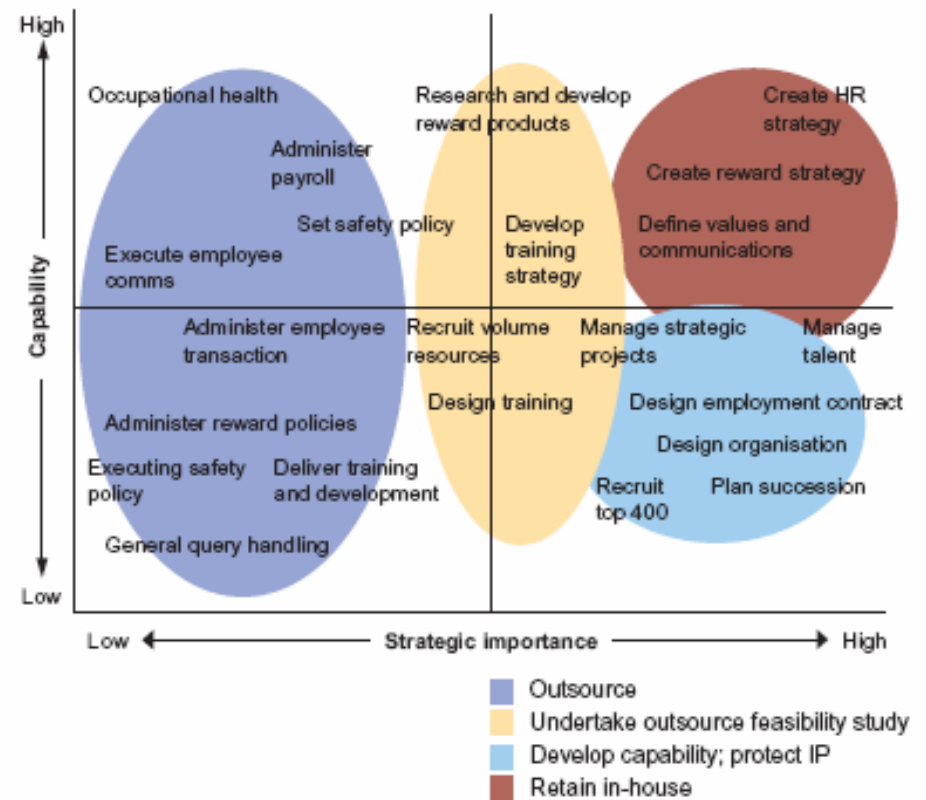 High
Occupational health
Research and develop
reward products
Create HR
strategy
Administer
payroll
Create reward strategy
Set safety policy
Develop
training
strategy
Define values and
communications
Execute employee
comms
Capability
Administer employee
transaction
Recruit volume
resources
Manage strategic
projects
Manage
talent
Design training
Design employment contract
Administer reward policies
Design organisation
Executing safety
policy
Deliver training
and development
Recruit
top 400
Plan succession
General query handling
Low
Low
Strategic importance
High
Outsource
Undertake outsource feasibility study
Develop capability; protect IP
Retain in-house